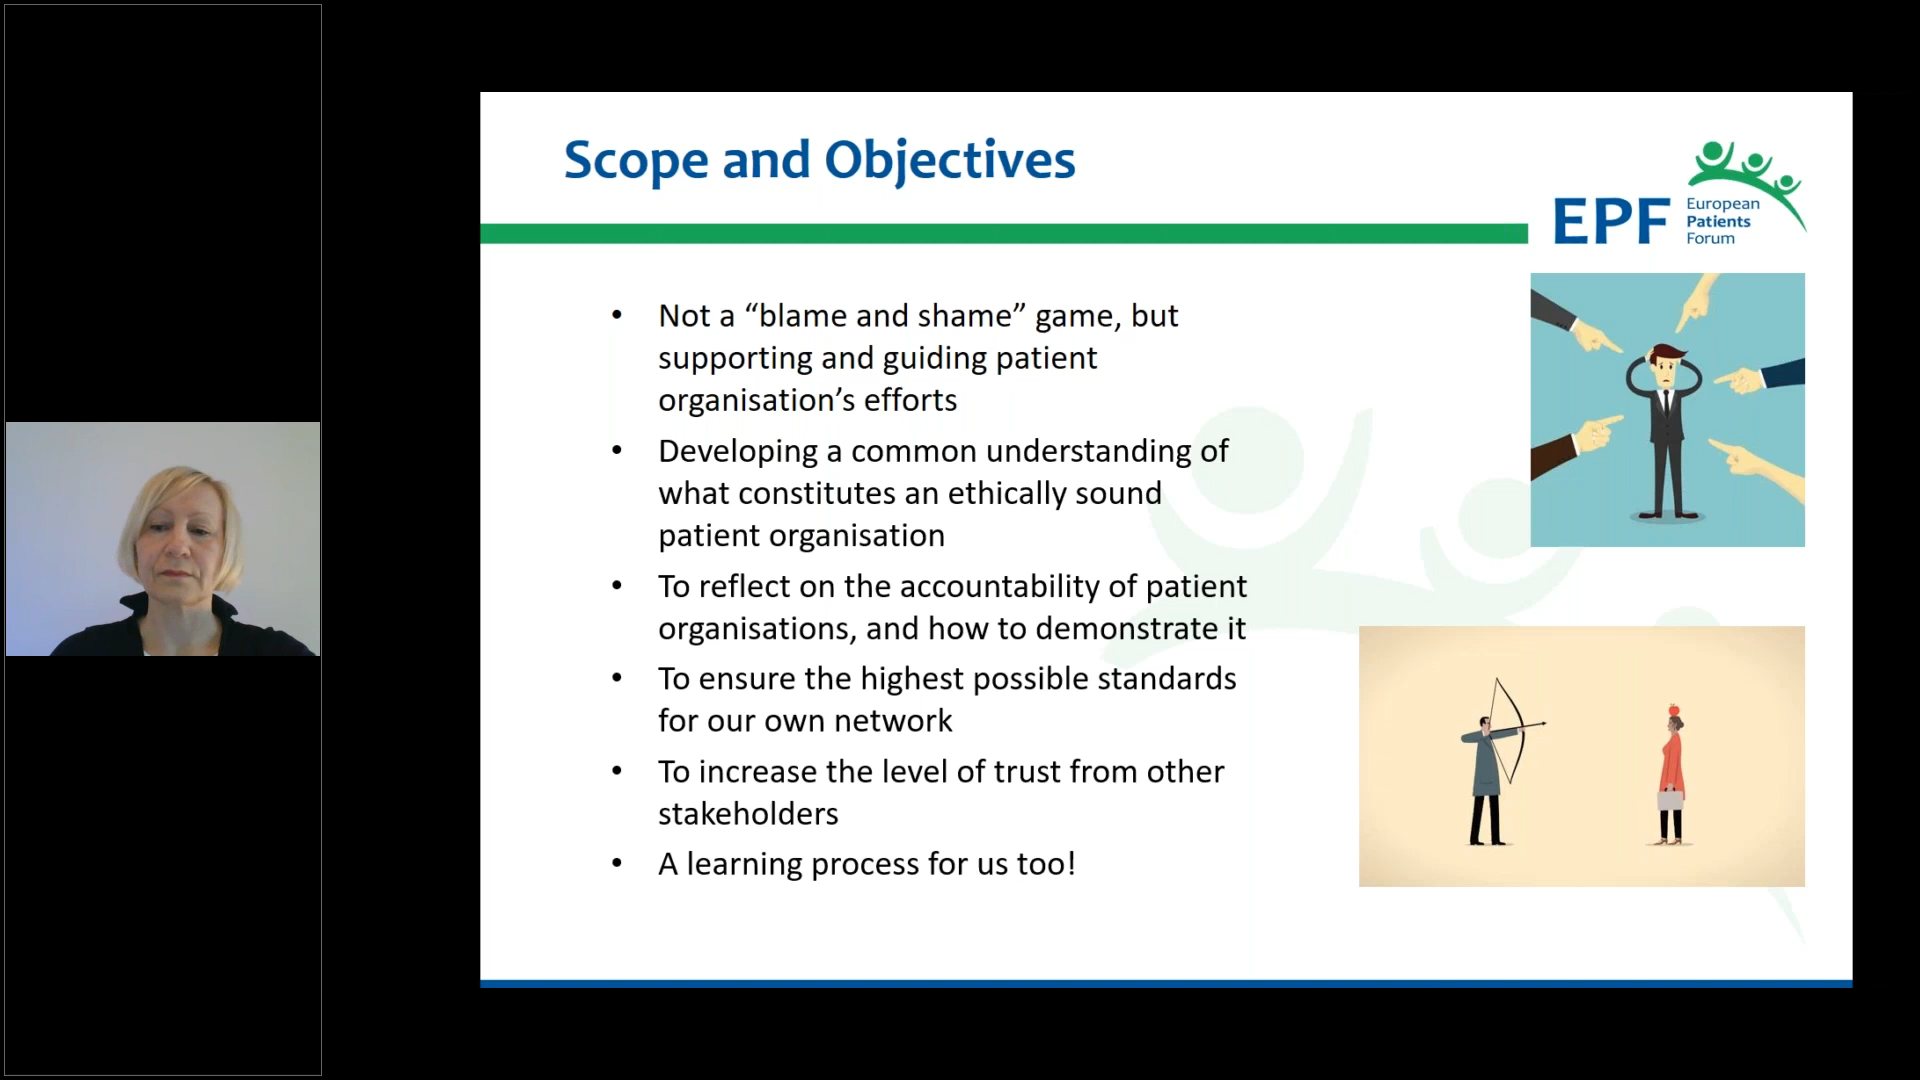 Scope and Objectives
EPF
European
Patients
Forum
• Not a “blame and shame” game, but
supporting and guiding patient
organisation’s efforts
• Developing a common understanding of
what constitutes an ethically sound
patient organisation
• To reflect on the accountability of patient
organisations, and how to demonstrate it
• To ensure the highest possible standards
for our own network
• To increase the level of trust from other
stakeholders
• A learning process for us too!